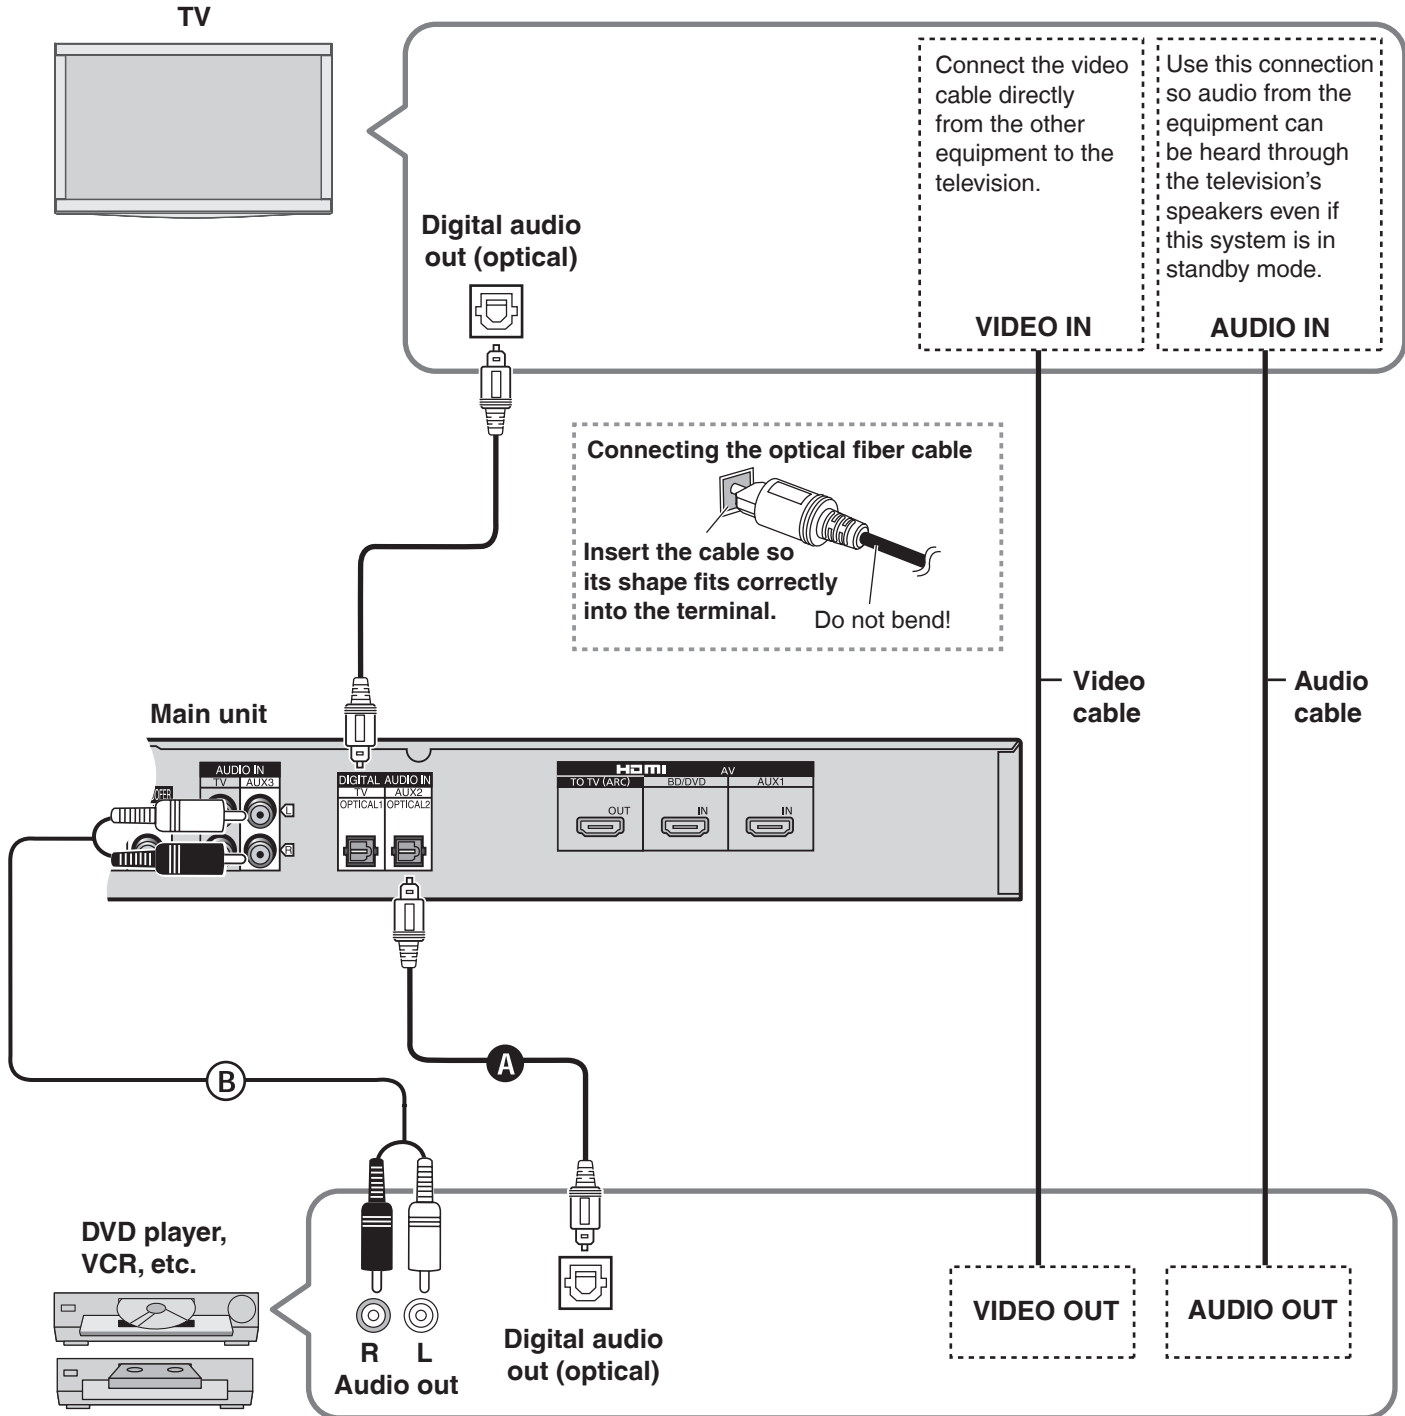 TV
Connect the video
cable directly
from the other
equipment to the
television.
VIDEO IN
Use this connection
so audio from the
equipment can
be heard through
the television's
speakers even if
this system is in
standby mode.
AUDIO IN
Digital audio
out (optical)
Connecting the optical fiber cable
Insert the cable so
its shape fits correctly
into the terminal.
Do not bend!
Video
cable
Audio
cable
Main unit
AUDIO IN
TV AUX3
L
R
DIGITAL AUDIO IN
TV AUX2
OPTICAL1 OPTICAL2
HDMI AV
TO TV (ARC) BD/DVD AUX1
OUT IN IN
B
A
DVD player,
VCR, etc.
R L
Audio out
Digital audio
out (optical)
VIDEO OUT
AUDIO OUT